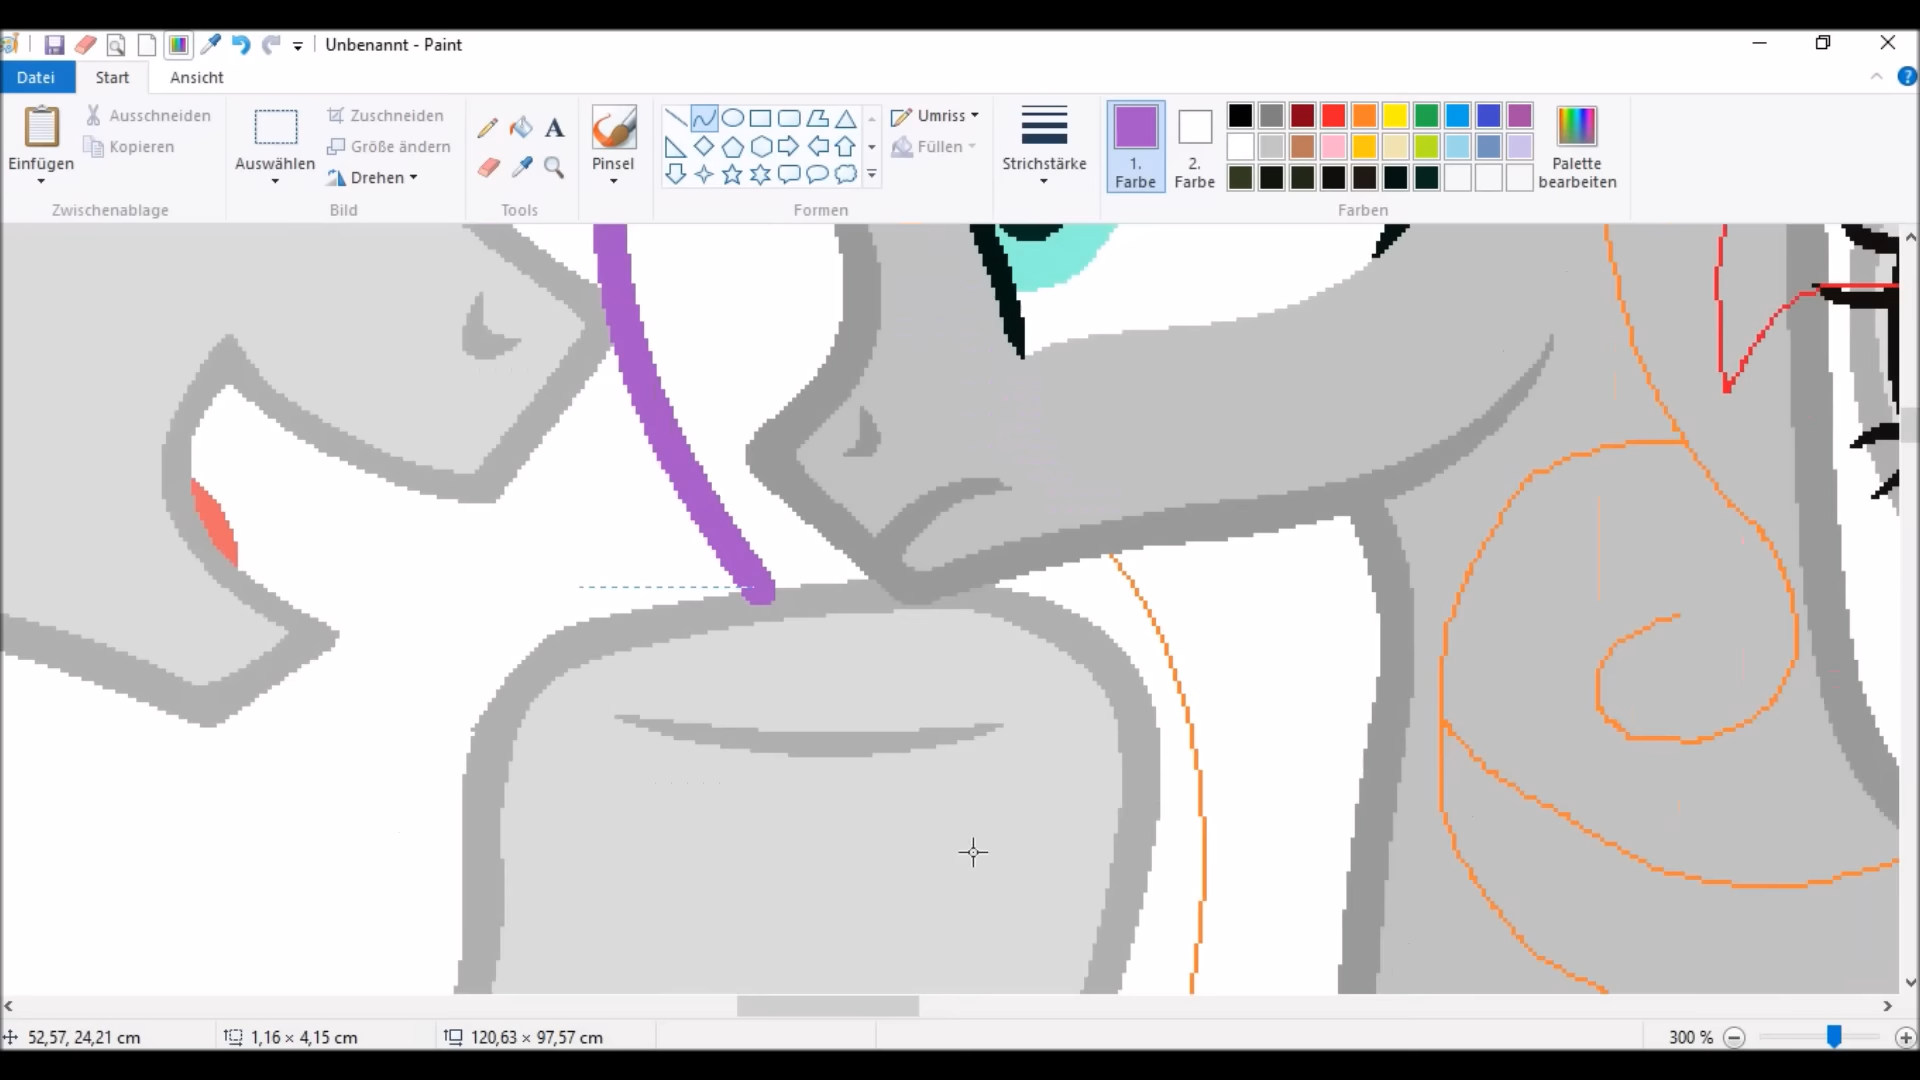 Unbenannt - Paint
Datei
Start
Ansicht
Einfügen
Ausschneiden
Kopieren
Zwischenablage
Auswählen
Zuschneiden
Größe ändern
Drehen
Bild
A
Tools
Pinsel
Umriss
Füllen
Formen
Strichstärke
1.
Farbe
2.
Farbe
Palette
bearbeiten
Farben
?
52,57, 24,21 cm
1,16 × 4,15 cm
120,63 × 97,57 cm
300 %